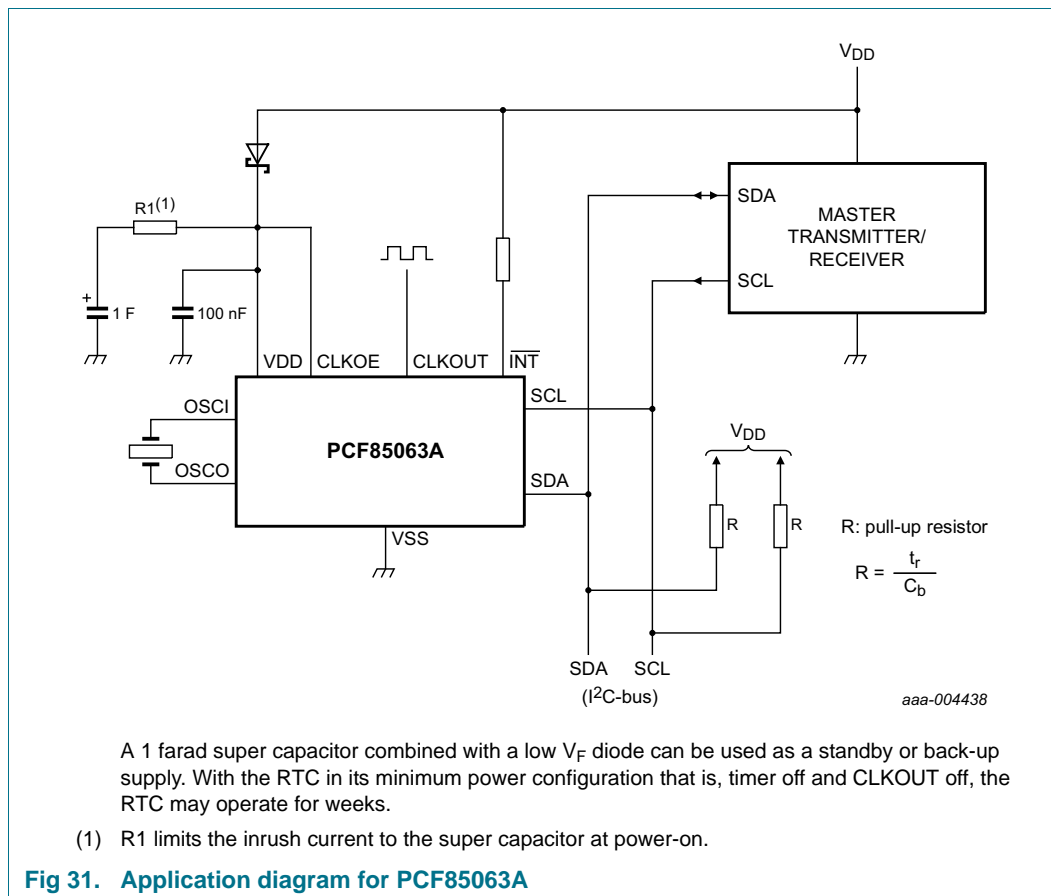 VDD
R1(1)
+
1 F
100 nF
VDD
CLKOE
CLKOUT
INT
SDA
MASTER
TRANSMITTER/
RECEIVER
SCL
OSCI
OSCO
PCF85063A
SCL
SDA
VSS
VDD
R
R
R: pull-up resistor
R = tr / Cb
SDA
SCL
(I2C-bus)
aaa-004438
A 1 farad super capacitor combined with a low VF diode can be used as a standby or back-up
supply. With the RTC in its minimum power configuration that is, timer off and CLKOUT off, the
RTC may operate for weeks.
(1) R1 limits the inrush current to the super capacitor at power-on.
Fig 31. Application diagram for PCF85063A